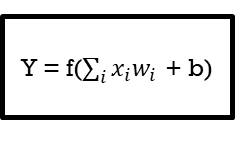 Y = f(∑ᵢ xᵢwᵢ + b)